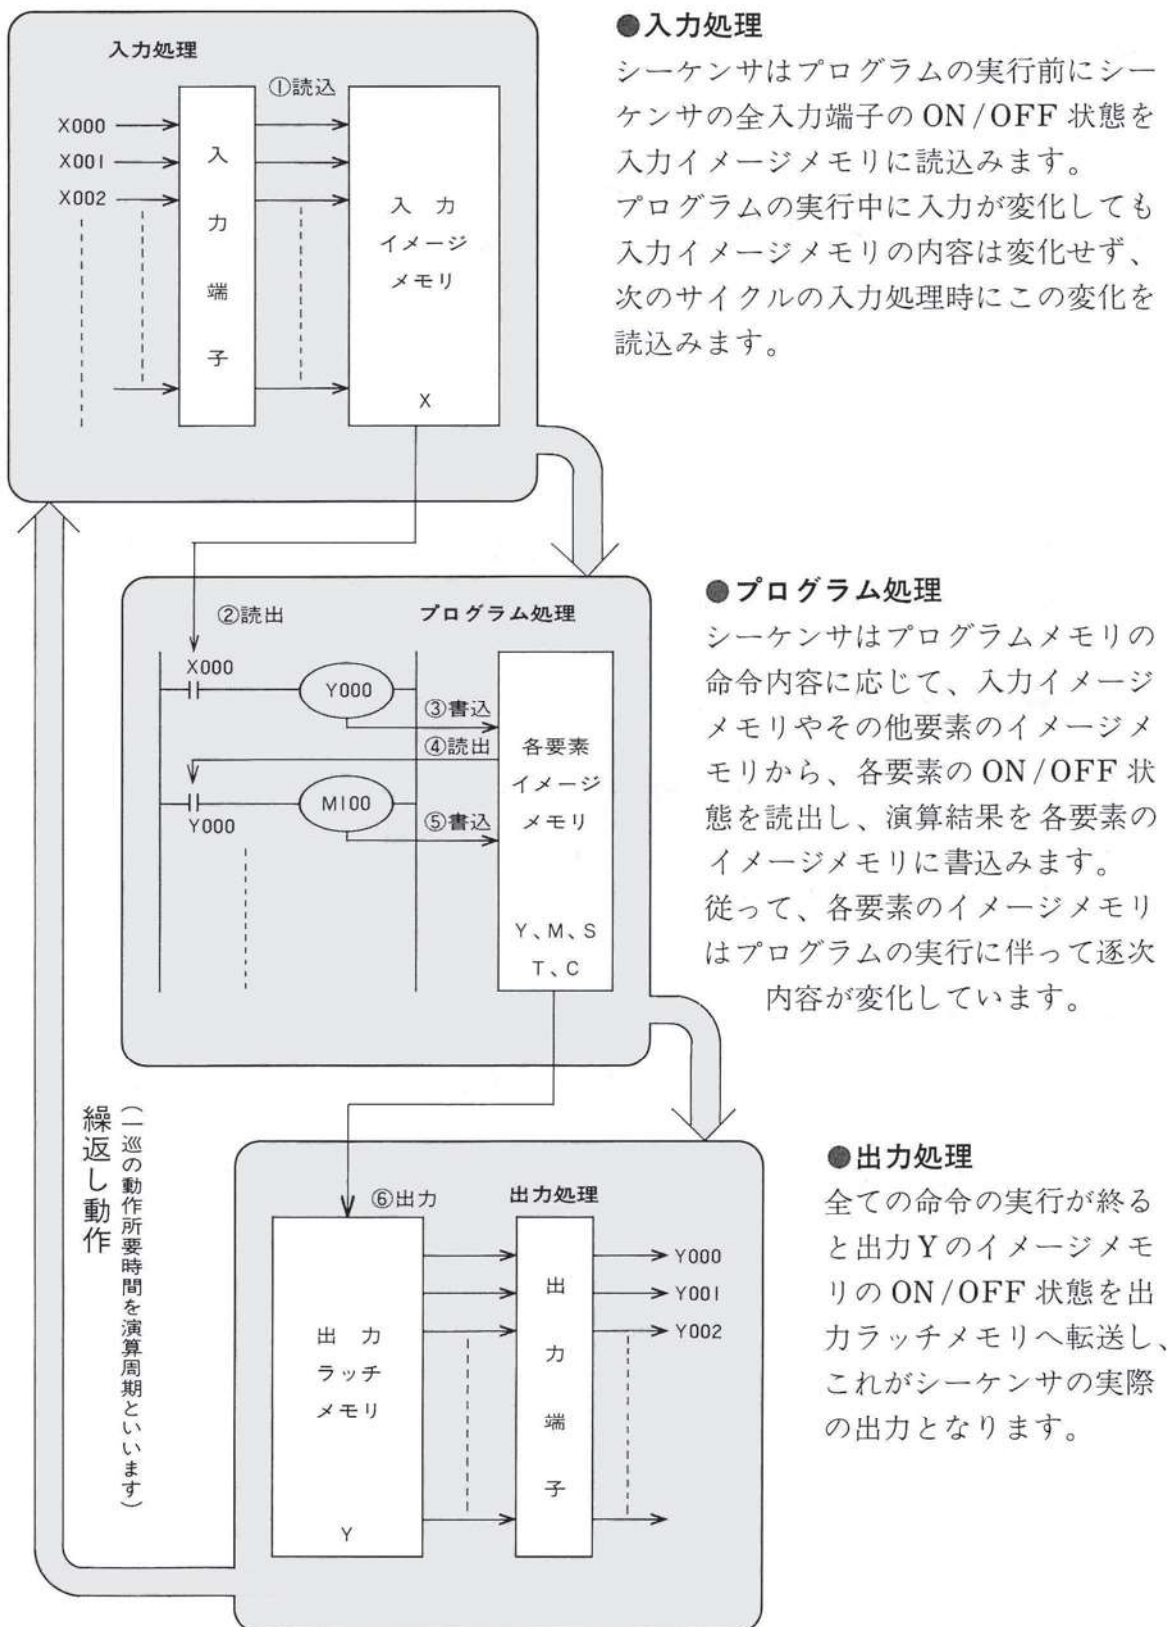 入力処理
①読込
X000
X001
X002
入力端子
入力
イメージ
メモリ
X
●入力処理
シーケンサはプログラムの実行前にシー
ケンサの全入力端子の ON/OFF 状態を
入力イメージメモリに読込みます。
プログラムの実行中に入力が変化しても
入力イメージメモリの内容は変化せず、
次のサイクルの入力処理時にこの変化を
読込みます。
②読出
プログラム処理
X000
Y000
③書込
④読出
Y000
M100
⑤書込
各要素
イメージ
メモリ
Y、M、S
T、C
●プログラム処理
シーケンサはプログラムメモリの
命令内容に応じて、入力イメージ
メモリやその他要素のイメージメ
モリから、各要素の ON/OFF 状
態を読出し、演算結果を各要素の
イメージメモリに書込みます。
従って、各要素のイメージメモリ
はプログラムの実行に伴って逐次
内容が変化しています。
繰返し動作
(一巡の動作所要時間を演算周期といいます)
⑥出力
出力処理
出力
ラッチ
メモリ
Y
出力端子
Y000
Y001
Y002
●出力処理
全ての命令の実行が終る
と出力Yのイメージメモ
リの ON/OFF 状態を出
力ラッチメモリへ転送し、
これがシーケンサの実際
の出力となります。